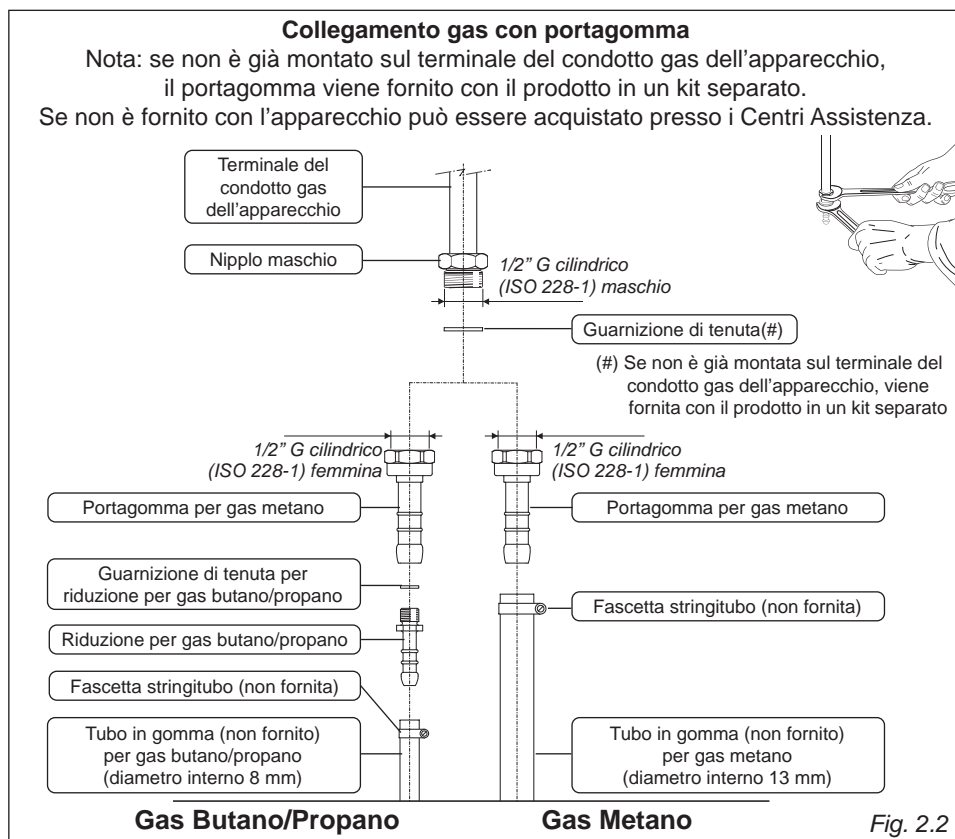 Collegamento gas con portagomma
Nota: se non è già montato sul terminale del condotto gas dell’apparecchio,
il portagomma viene fornito con il prodotto in un kit separato.
Se non è fornito con l’apparecchio può essere acquistato presso i Centri Assistenza.
Terminale del
condotto gas
dell’apparecchio
Nipplo maschio
1/2” G cilindrico
(ISO 228-1) maschio
Guarnizione di tenuta(#)
(#) Se non è già montata sul terminale del
condotto gas dell’apparecchio, viene
fornita con il prodotto in un kit separato
1/2” G cilindrico
(ISO 228-1) femmina
1/2” G cilindrico
(ISO 228-1) femmina
Portagomma per gas metano
Portagomma per gas metano
Guarnizione di tenuta per
riduzione per gas butano/propano
Fascetta stringitubo (non fornita)
Riduzione per gas butano/propano
Fascetta stringitubo (non fornita)
Tubo in gomma (non fornito)
per gas butano/propano
(diametro interno 8 mm)
Tubo in gomma (non fornito)
per gas metano
(diametro interno 13 mm)
Gas Butano/Propano
Gas Metano
Fig. 2.2